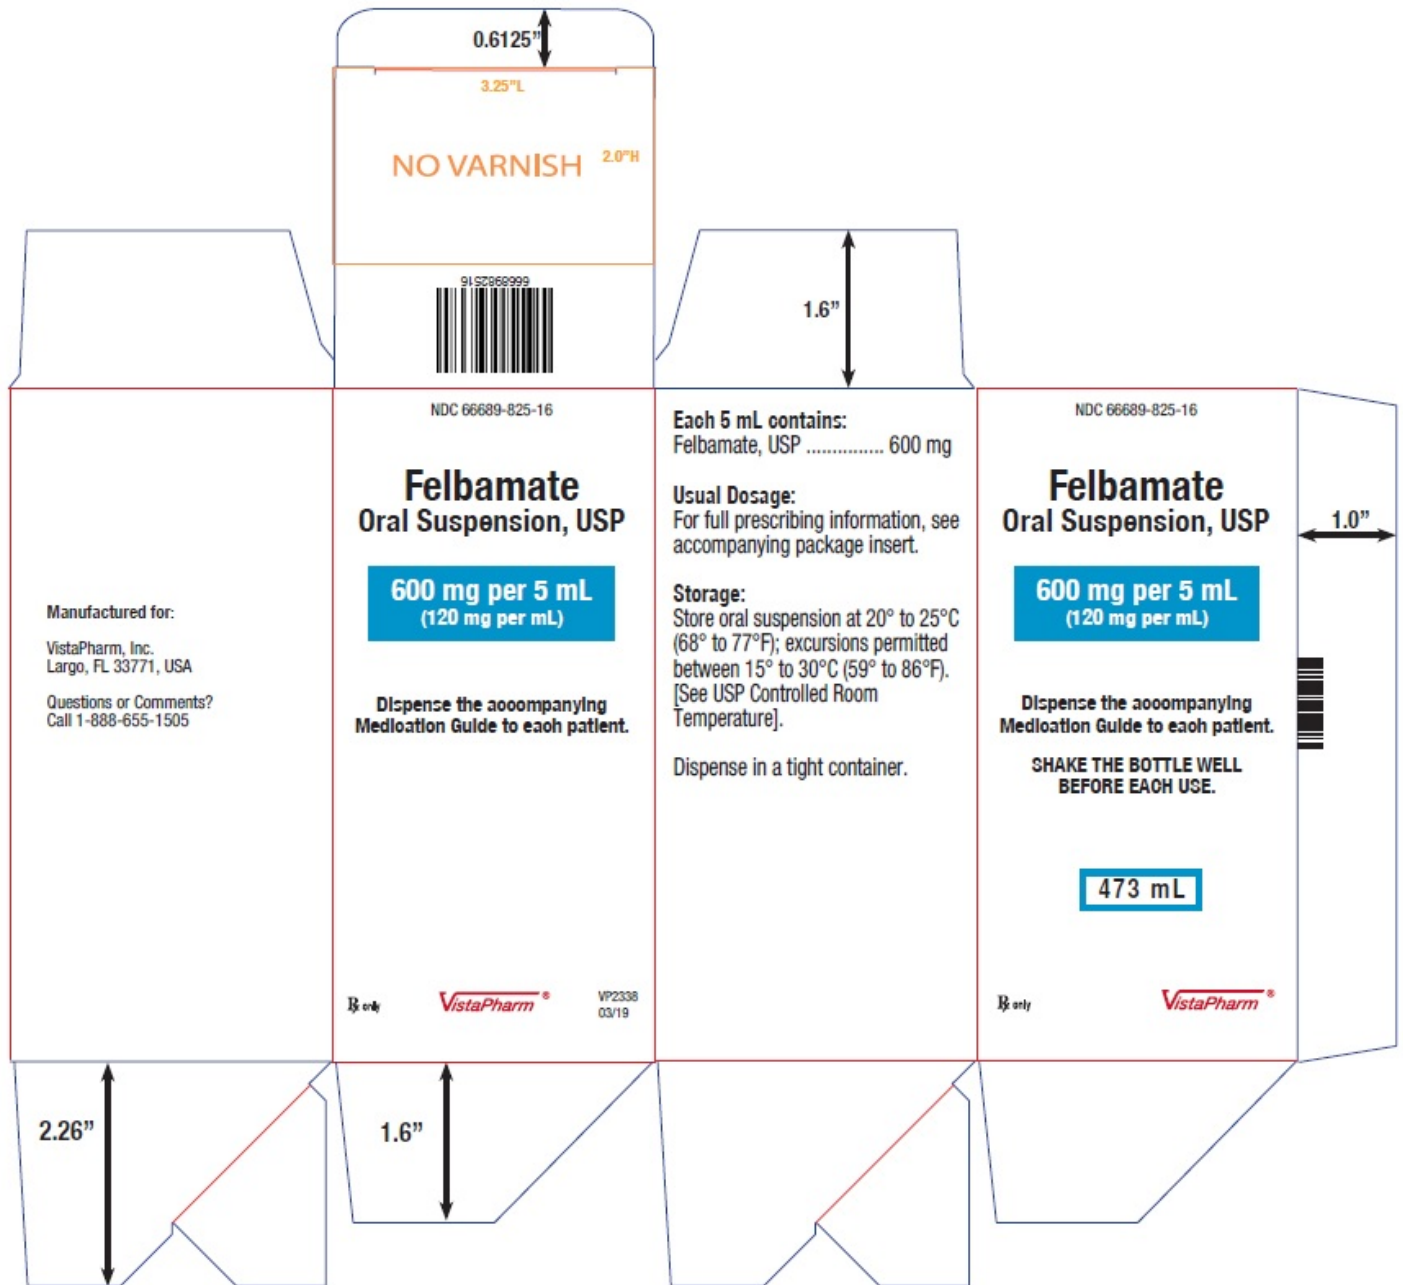 0.6125”
3.25”L
NO VARNISH
2.0”H
6668982516
1.6”
Manufactured for:
VistaPharm, Inc.
Largo, FL 33771, USA
Questions or Comments?
Call 1-888-655-1505
NDC 66689-825-16
Felbamate
Oral Suspension, USP
600 mg per 5 mL
(120 mg per mL)
Dispense the accompanying
Medication Guide to each patient.
Rx only
VistaPharm®
VP2338
03/19
Each 5 mL contains:
Felbamate, USP ............... 600 mg
Usual Dosage:
For full prescribing information, see
accompanying package insert.
Storage:
Store oral suspension at 20° to 25°C
(68° to 77°F); excursions permitted
between 15° to 30°C (59° to 86°F).
[See USP Controlled Room
Temperature].
Dispense in a tight container.
NDC 66689-825-16
Felbamate
Oral Suspension, USP
600 mg per 5 mL
(120 mg per mL)
Dispense the accompanying
Medication Guide to each patient.
SHAKE THE BOTTLE WELL
BEFORE EACH USE.
473 mL
Rx only
VistaPharm®
1.0”
2.26”
1.6”